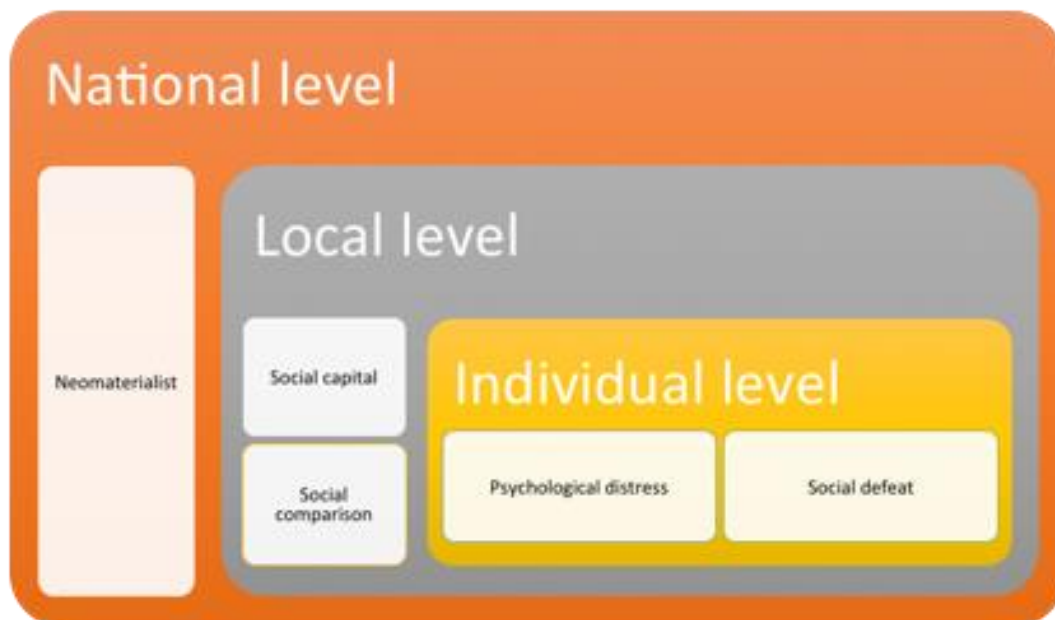 National level
Neomaterialist
Local level
Social capital
Social
comparison
Individual level
Psychological distress
Social defeat